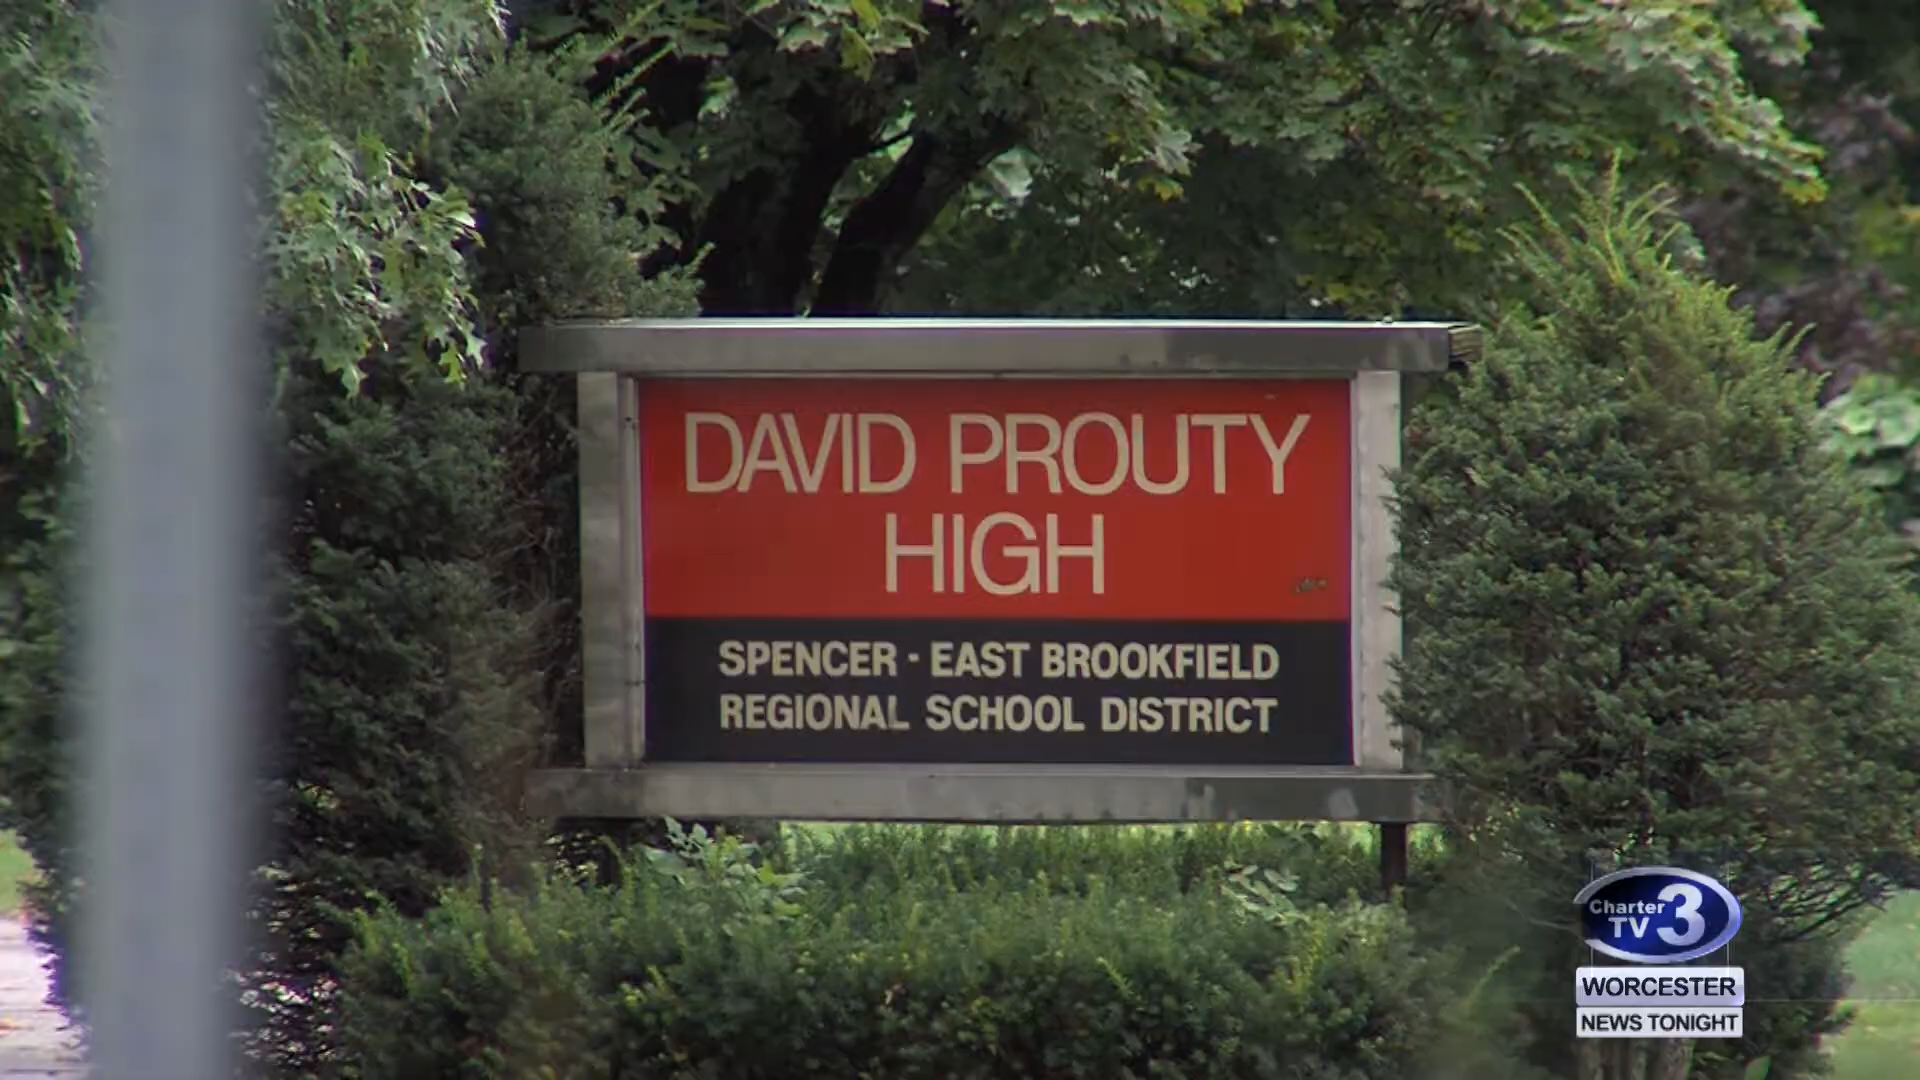 DAVID PROUTY
HIGH
SPENCER - EAST BROOKFIELD
REGIONAL SCHOOL DISTRICT
Charter
TV 3
WORCESTER
NEWS TONIGHT